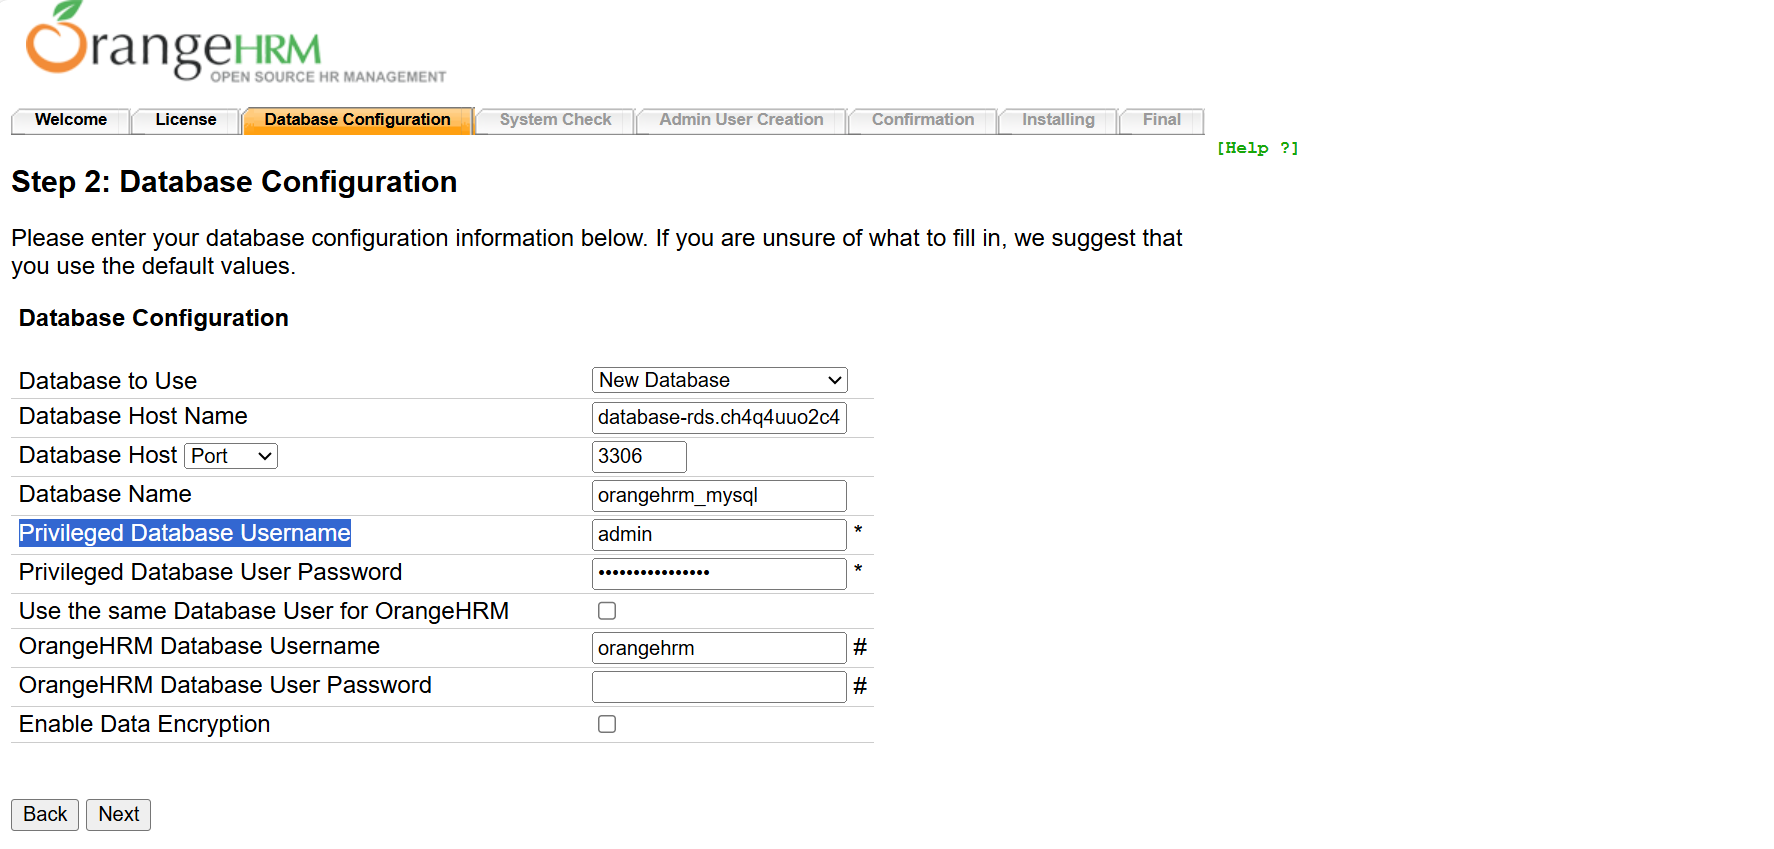 OrangeHRM
OPEN SOURCE HR MANAGEMENT
Welcome License Database Configuration System Check Admin User Creation Confirmation Installing Final
[Help ?]
Step 2: Database Configuration
Please enter your database configuration information below. If you are unsure of what to fill in, we suggest that
you use the default values.
Database Configuration
Database to Use New Database
Database Host Name database-rds.ch4q4uuo2c4
Database Host Port 3306
Database Name orangehrm_mysql
Privileged Database Username admin *
Privileged Database User Password •••••••••••••••• *
Use the same Database User for OrangeHRM
OrangeHRM Database Username orangehrm #
OrangeHRM Database User Password #
Enable Data Encryption
Back Next